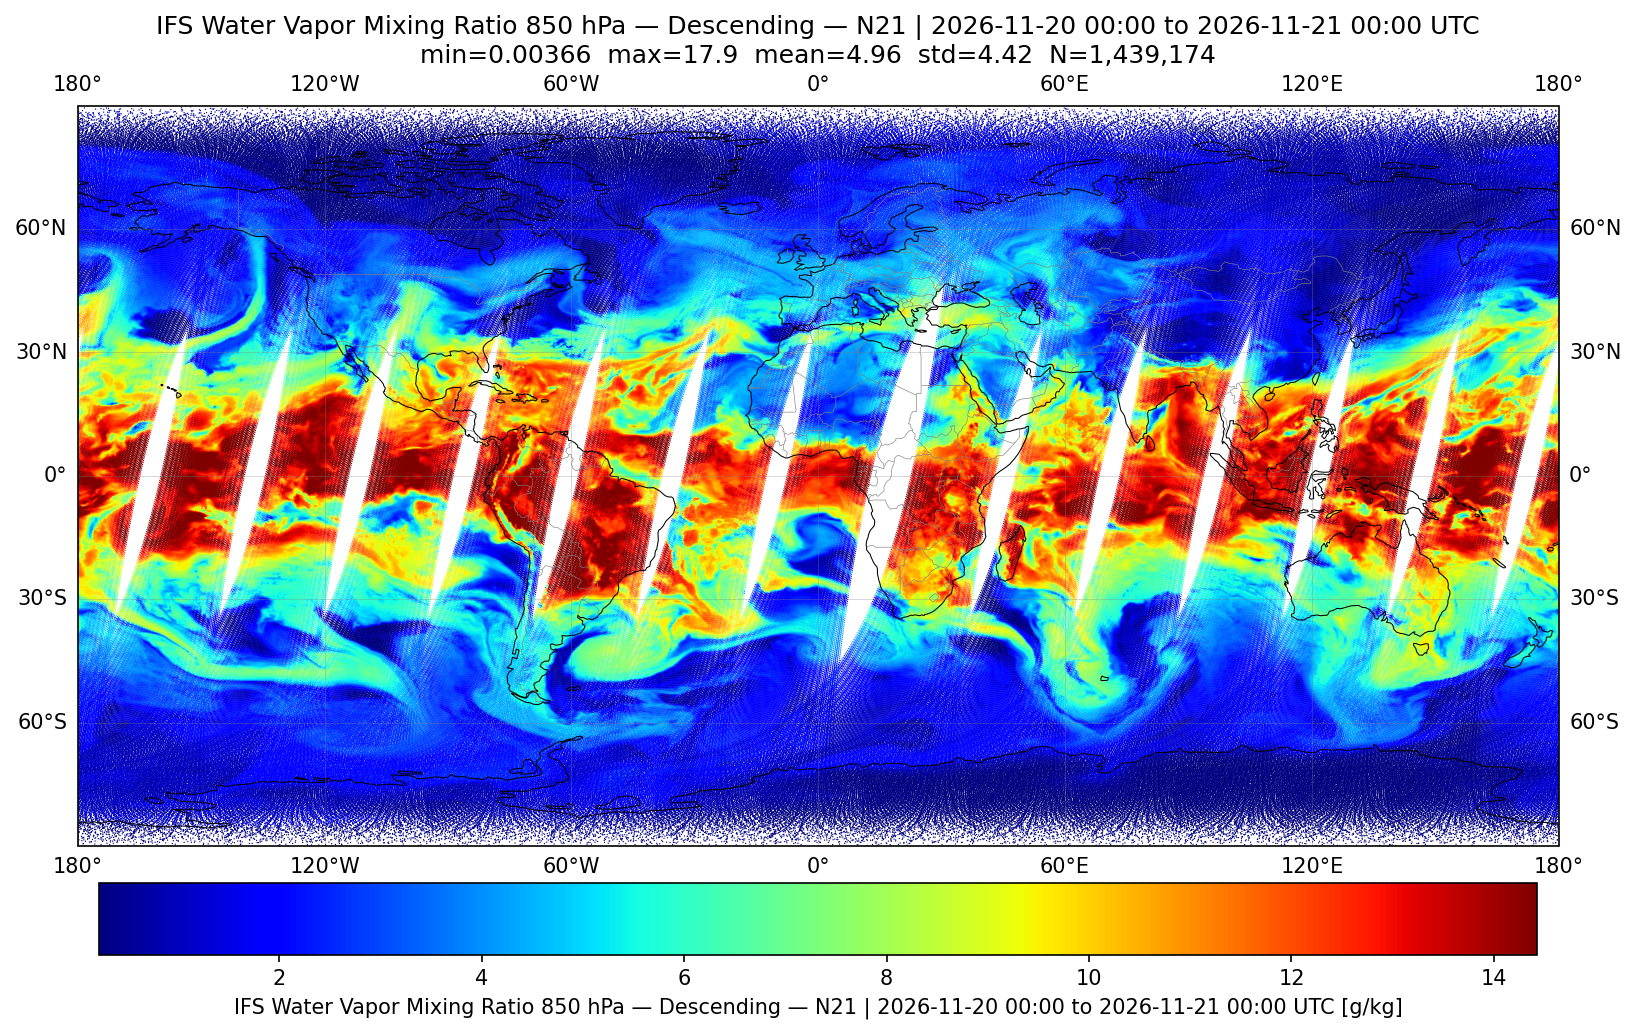 IFS Water Vapor Mixing Ratio 850 hPa — Descending — N21 | 2026-11-20 00:00 to 2026-11-21 00:00 UTC
min=0.00366 max=17.9 mean=4.96 std=4.42 N=1,439,174
180° 120°W 60°W 0° 60°E 120°E 180°
60°N 60°N
30°N 30°N
0° 0°
30°S 30°S
60°S 60°S
180° 120°W 60°W 0° 60°E 120°E 180°
2 4 6 8 10 12 14
IFS Water Vapor Mixing Ratio 850 hPa — Descending — N21 | 2026-11-20 00:00 to 2026-11-21 00:00 UTC [g/kg]